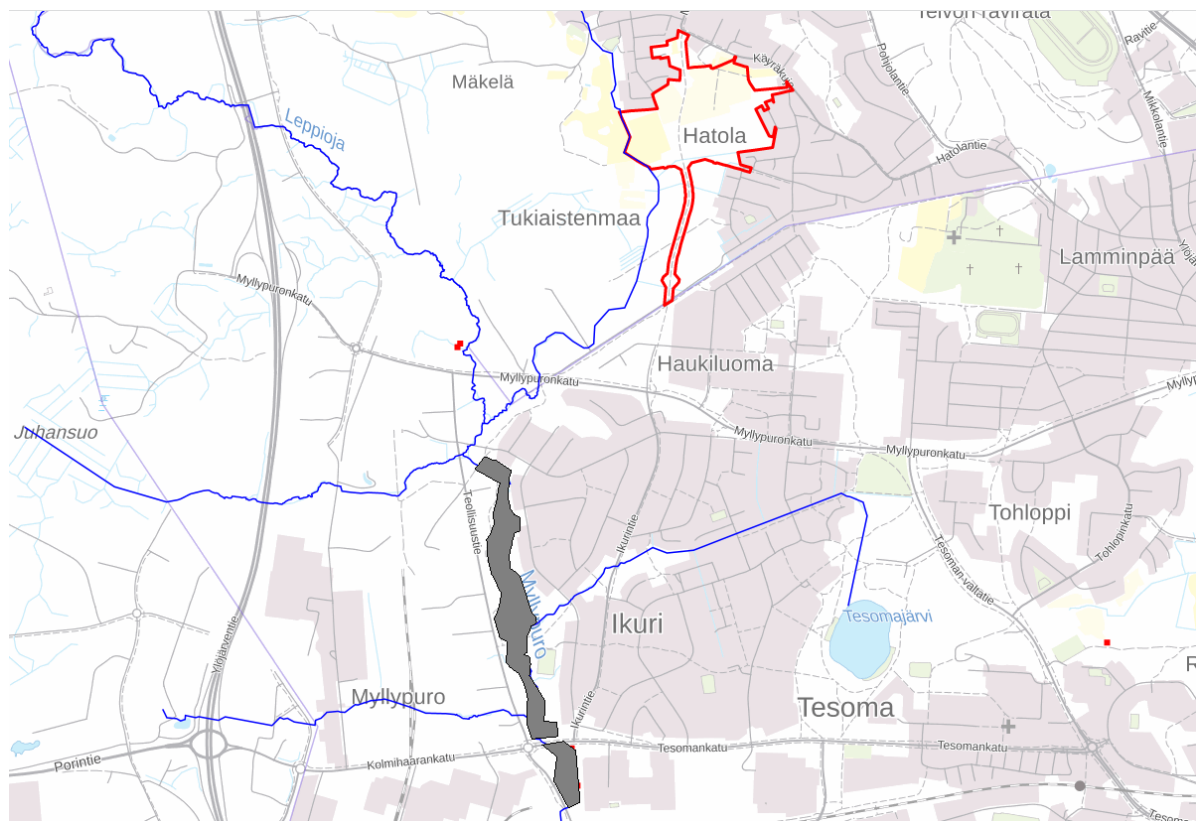 Teivon ravirata
Ravitie
Mäkelä
Käyräkuja
Pohjolantie
Mikkolantie
Leppioja
Hatola
Hatolantie
Tukiaistenmaa
Lamminpää
Myllypuronkatu
Haukiluoma
Myllypuronkatu
Juhansuo
Myllypuronkatu
Myllypuronkatu
Teollisuustie
Ikurintie
Tohloppi
Tohlopinkatu
Tesoman valtatie
Myllypuro
Ikuri
Tesomajärvi
Ylöjärventie
Myllypuro
Ikurintie
Tesoma
Porintie
Kolmihaarankatu
Tesomankatu
Tesomankatu